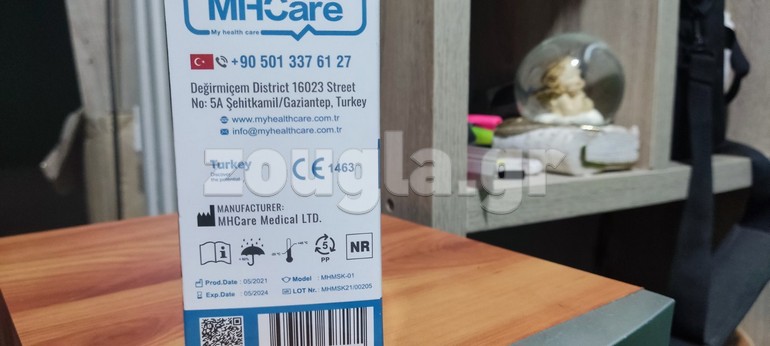 MHCare
My health care
+90 501 337 61 27
Değirmiçem District 16023 Street
No: 5A Şehitkamil/Gaziantep, Turkey
www.myhealthcare.com.tr
info@myhealthcare.com.tr
Turkey
CE 1463
zougla.gr
MANUFACTURER:
MHCare Medical LTD.
5
PP
NR
Prod.Date : 05/2021
Model : MHMSK-01
Exp.Date : 05/2024
LOT Nr. : MHMSK21/00205